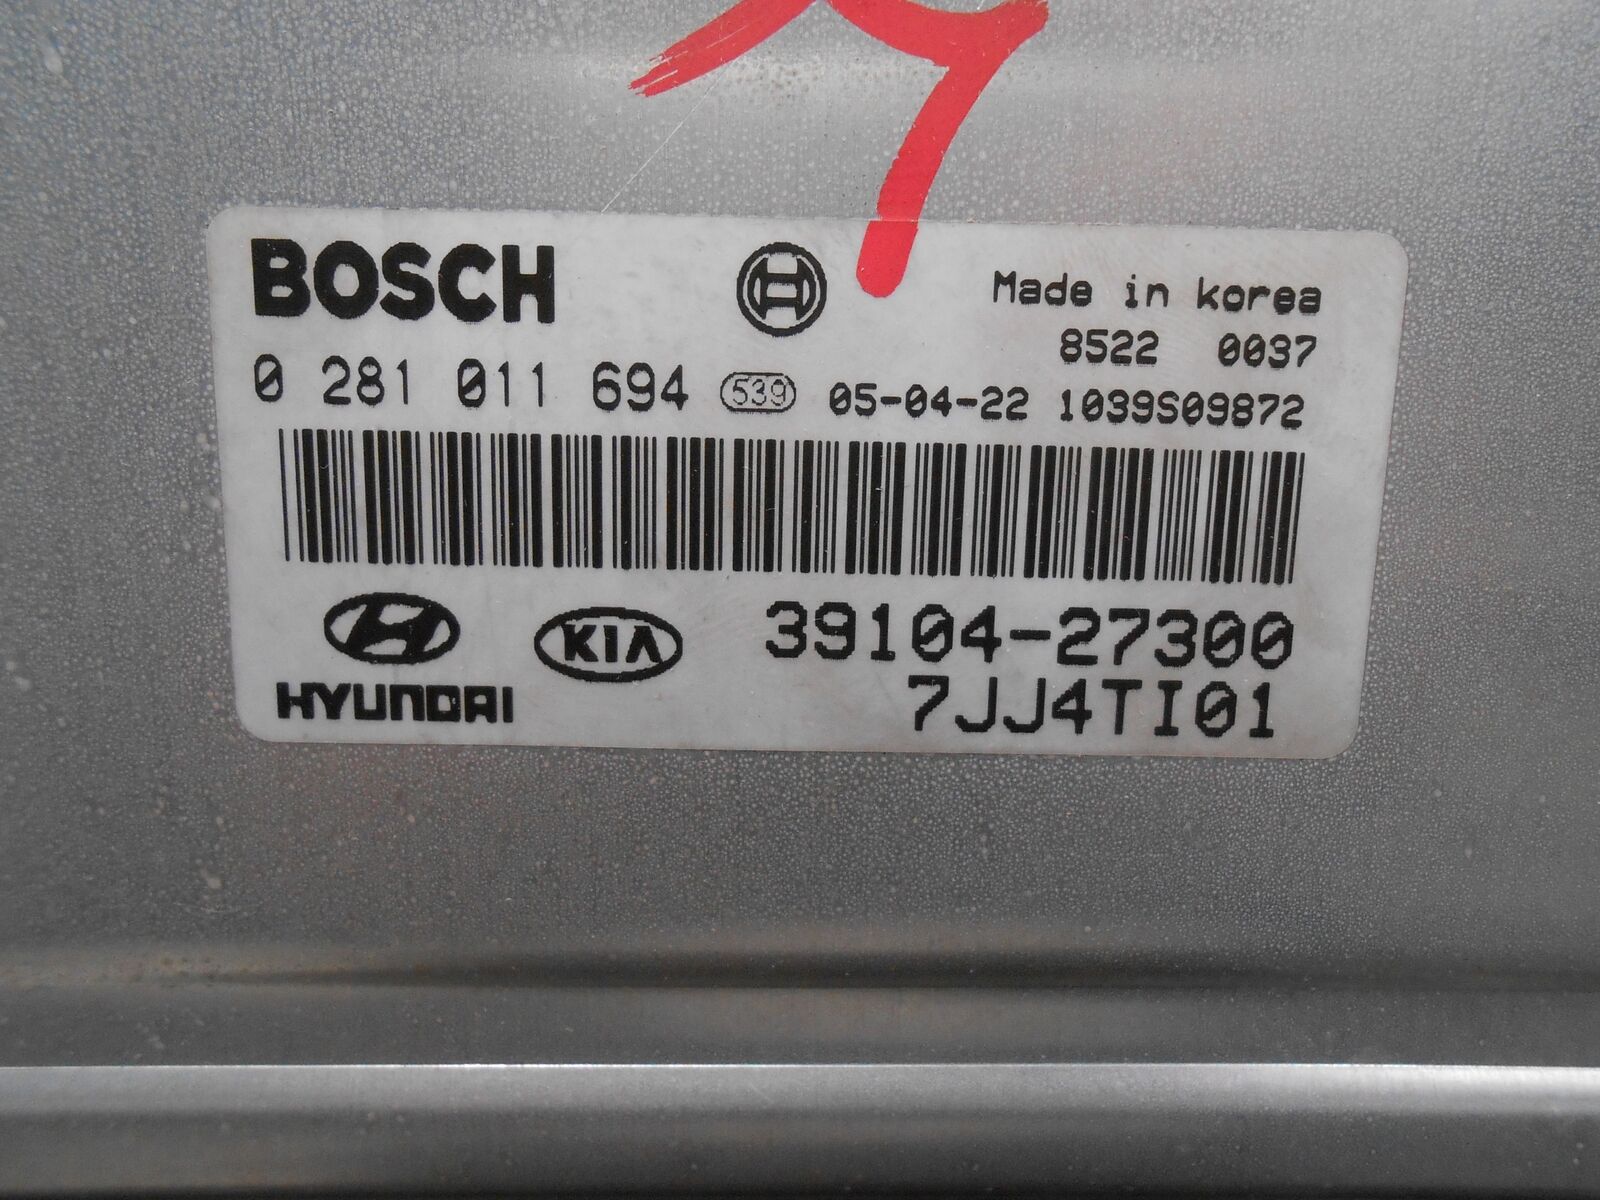 BOSCH
Made in korea
8522 0037
0 281 011 694 539 05-04-22 1039S09872
HYUNDAI KIA 39104-27300
7JJ4TI01